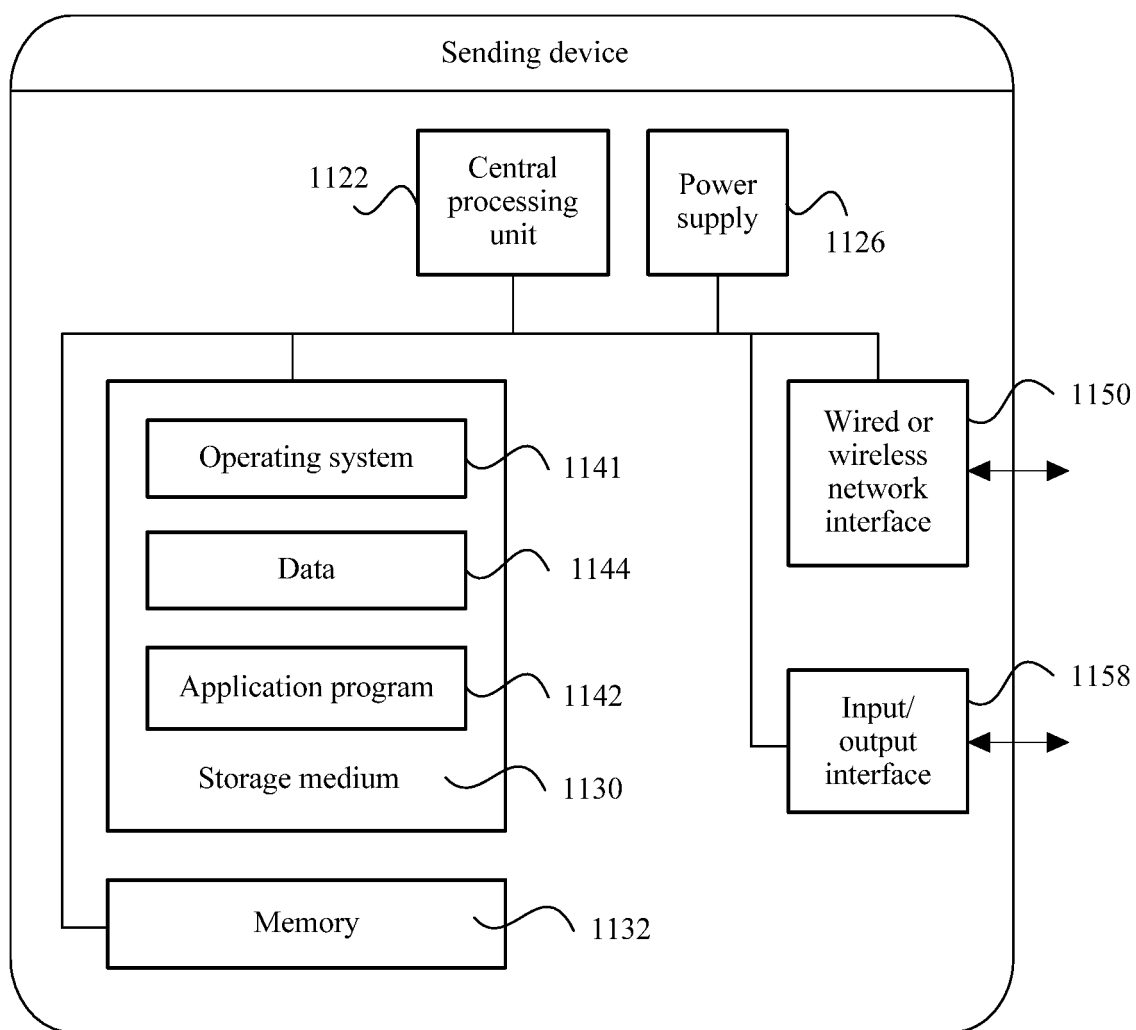 Sending device
1122
Central
processing
unit
Power
supply
1126
Operating system
1141
Data
1144
Application program
1142
Storage medium
1130
Memory
1132
Wired or
wireless
network
interface
1150
Input/
output
interface
1158